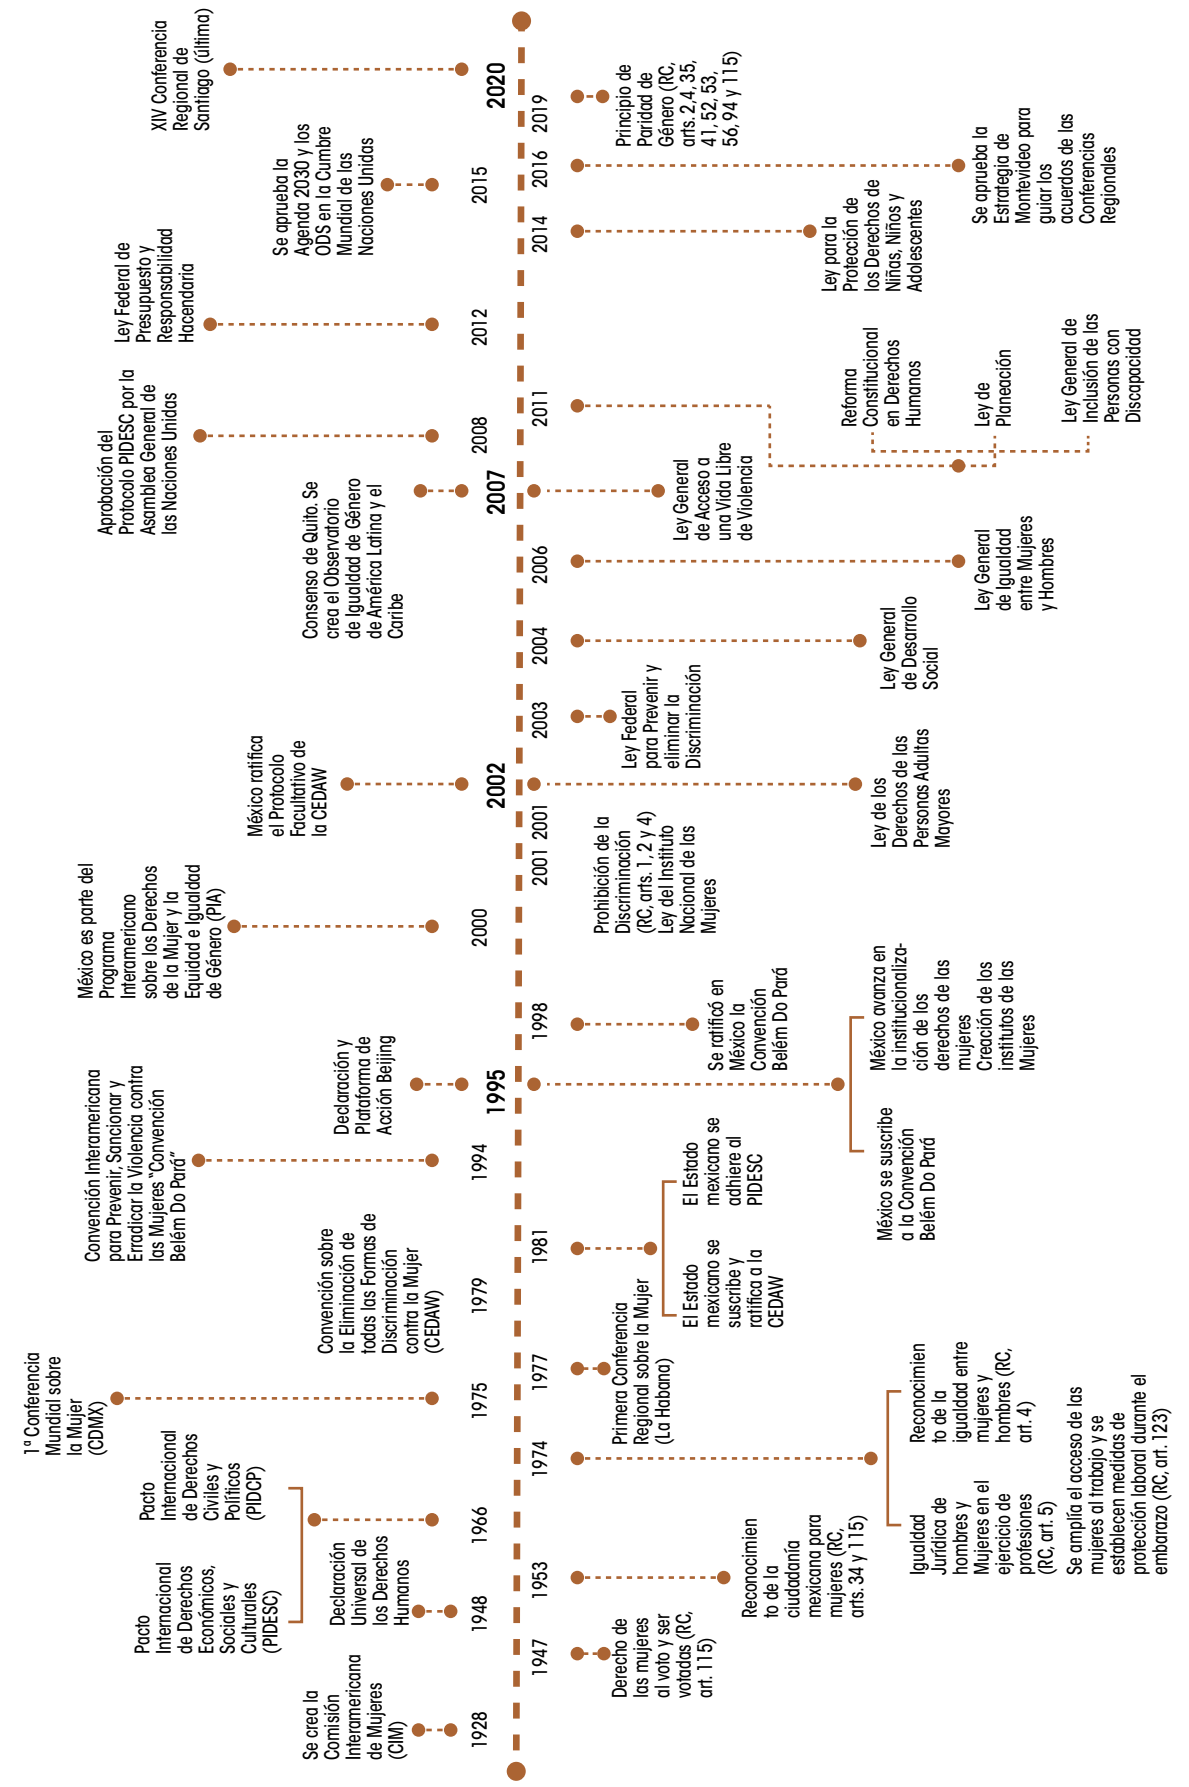 1928
Se crea la
Comisión
Interamericana
de Mujeres
(CIM)
1947
Derecho de
las mujeres
al voto y ser
votadas (RC,
art. 115)
1948
Declaración
Universal de
los Derechos
Humanos
1953
Reconocimien
to de la
ciudadanía
mexicana para
mujeres (RC,
arts. 34 y 115)
1966
Pacto
Internacional
de Derechos
Económicos,
Sociales y
Culturales
(PIDESC)
Pacto
Internacional
de Derechos
Civiles y
Políticos
(PIDCP)
1974
Igualdad
Jurídica de
hombres y
Mujeres en el
ejercicio de
profesiones
(RC, art. 5)
Reconocimien
to de la
igualdad entre
mujeres y
hombres (RC,
art. 4)
Se amplía el acceso de las
mujeres al trabajo y se
establecen medidas de
protección laboral durante el
embarazo (RC, art. 123)
1975
1ª Conferencia
Mundial sobre
la Mujer
(CDMX)
1977
Primera Conferencia
Regional sobre la Mujer
(La Habana)
1979
Convención sobre
la Eliminación de
todas las Formas de
Discriminación
contra la Mujer
(CEDAW)
1981
El Estado
mexicano se
suscribe y
ratifica a la
CEDAW
El Estado
mexicano se
adhiere al
PIDESC
1994
Convención Interamericana
para Prevenir, Sancionar y
Erradicar la Violencia contra
las Mujeres "Convención
Belém Do Pará"
1995
Declaración y
Plataforma de
Acción Beijing
México se suscribe
a la Convención
Belém Do Pará
México avanza en
la institucionaliza-
ción de los
derechos de las
mujeres
Creación de los
institutos de las
Mujeres
1998
Se ratificó en
México la
Convención
Belém Do Pará
2000
México es parte del
Programa
Interamericano
sobre los Derechos
de la Mujer y la
Equidad e Igualdad
de Género (PIA)
2001
2001
Prohibición de la
Discriminación
(RC, arts. 1, 2 y 4)
Ley del Instituto
Nacional de las
Mujeres
2002
México ratifica
el Protocolo
Facultativo de
la CEDAW
Ley de los
Derechos de las
Personas Adultas
Mayores
2003
Ley Federal
para Prevenir y
eliminar la
Discriminación
2004
Ley General
de Desarrollo
Social
2006
Ley General
de Igualdad
entre Mujeres
y Hombres
2007
Consenso de Quito. Se
crea el Observatorio
de Igualdad de Género
de América Latina y el
Caribe
Ley General
de Acceso a
una Vida Libre
de Violencia
2008
Aprobación del
Protocolo PIDESC por la
Asamblea General de
las Naciones Unidas
2011
Reforma
Constitucional
en Derechos
Humanos
Ley de
Planeación
Ley General de
Inclusión de las
Personas con
Discapacidad
2012
Ley Federal de
Presupuesto y
Responsabilidad
Hacendaria
2014
Ley para la
Protección de
los Derechos de
Niñas, Niños y
Adolescentes
2015
Se aprueba la
Agenda 2030 y los
ODS en la Cumbre
Mundial de las
Naciones Unidas
2016
Se aprueba la
Estrategia de
Montevideo para
guiar los
acuerdos de las
Conferencias
Regionales
2019
Principio de
Paridad de
Género (RC,
arts. 2,4, 35,
41, 52, 53,
56, 94 y 115)
2020
XIV Conferencia
Regional de
Santiago (última)